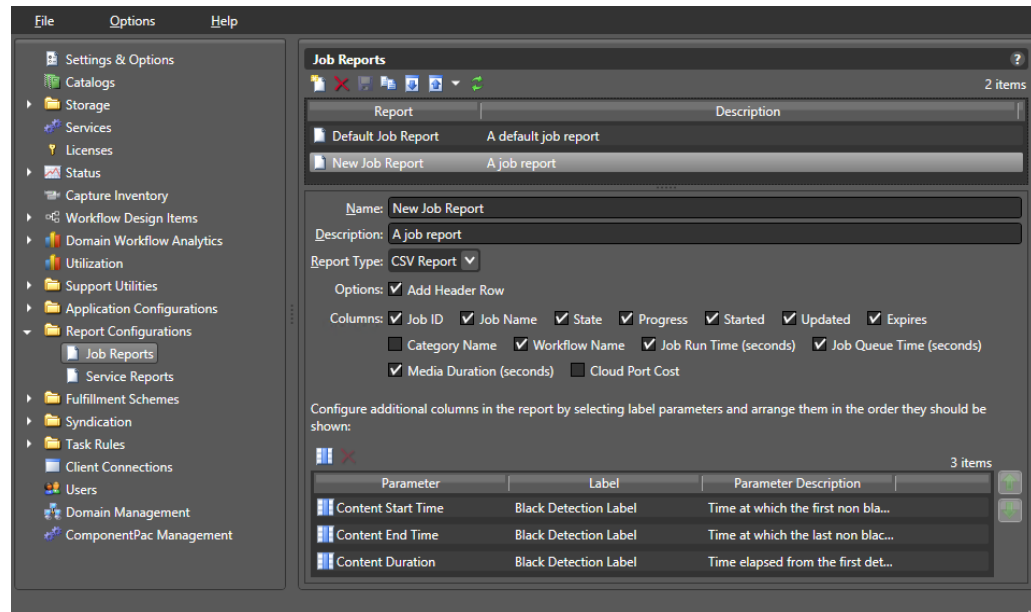 File Options Help
Settings & Options
Catalogs
Storage
Services
Licenses
Status
Capture Inventory
Workflow Design Items
Domain Workflow Analytics
Utilization
Support Utilities
Application Configurations
Report Configurations
Job Reports
Service Reports
Fulfillment Schemes
Syndication
Task Rules
Client Connections
Users
Domain Management
ComponentPac Management
Job Reports ?
2 items
Report Description
Default Job Report A default job report
New Job Report A job report
Name: New Job Report
Description: A job report
Report Type: CSV Report
Options: Add Header Row
Columns: Job ID Job Name State Progress Started Updated Expires
Category Name Workflow Name Job Run Time (seconds) Job Queue Time (seconds)
Media Duration (seconds) Cloud Port Cost
Configure additional columns in the report by selecting label parameters and arrange them in the order they should be
shown:
3 items
Parameter Label Parameter Description
Content Start Time Black Detection Label Time at which the first non bla...
Content End Time Black Detection Label Time at which the last non blac...
Content Duration Black Detection Label Time elapsed from the first det...